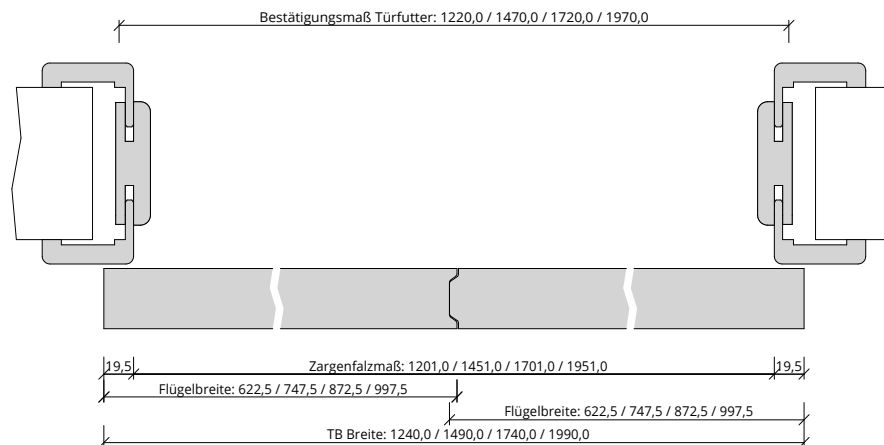 Bestätigungsmaß Türfutter: 1220,0 / 1470,0 / 1720,0 / 1970,0
19,5
Zargenfalzmaß: 1201,0 / 1451,0 / 1701,0 / 1951,0
19,5
Flügelbreite: 622,5 / 747,5 / 872,5 / 997,5
Flügelbreite: 622,5 / 747,5 / 872,5 / 997,5
TB Breite: 1240,0 / 1490,0 / 1740,0 / 1990,0